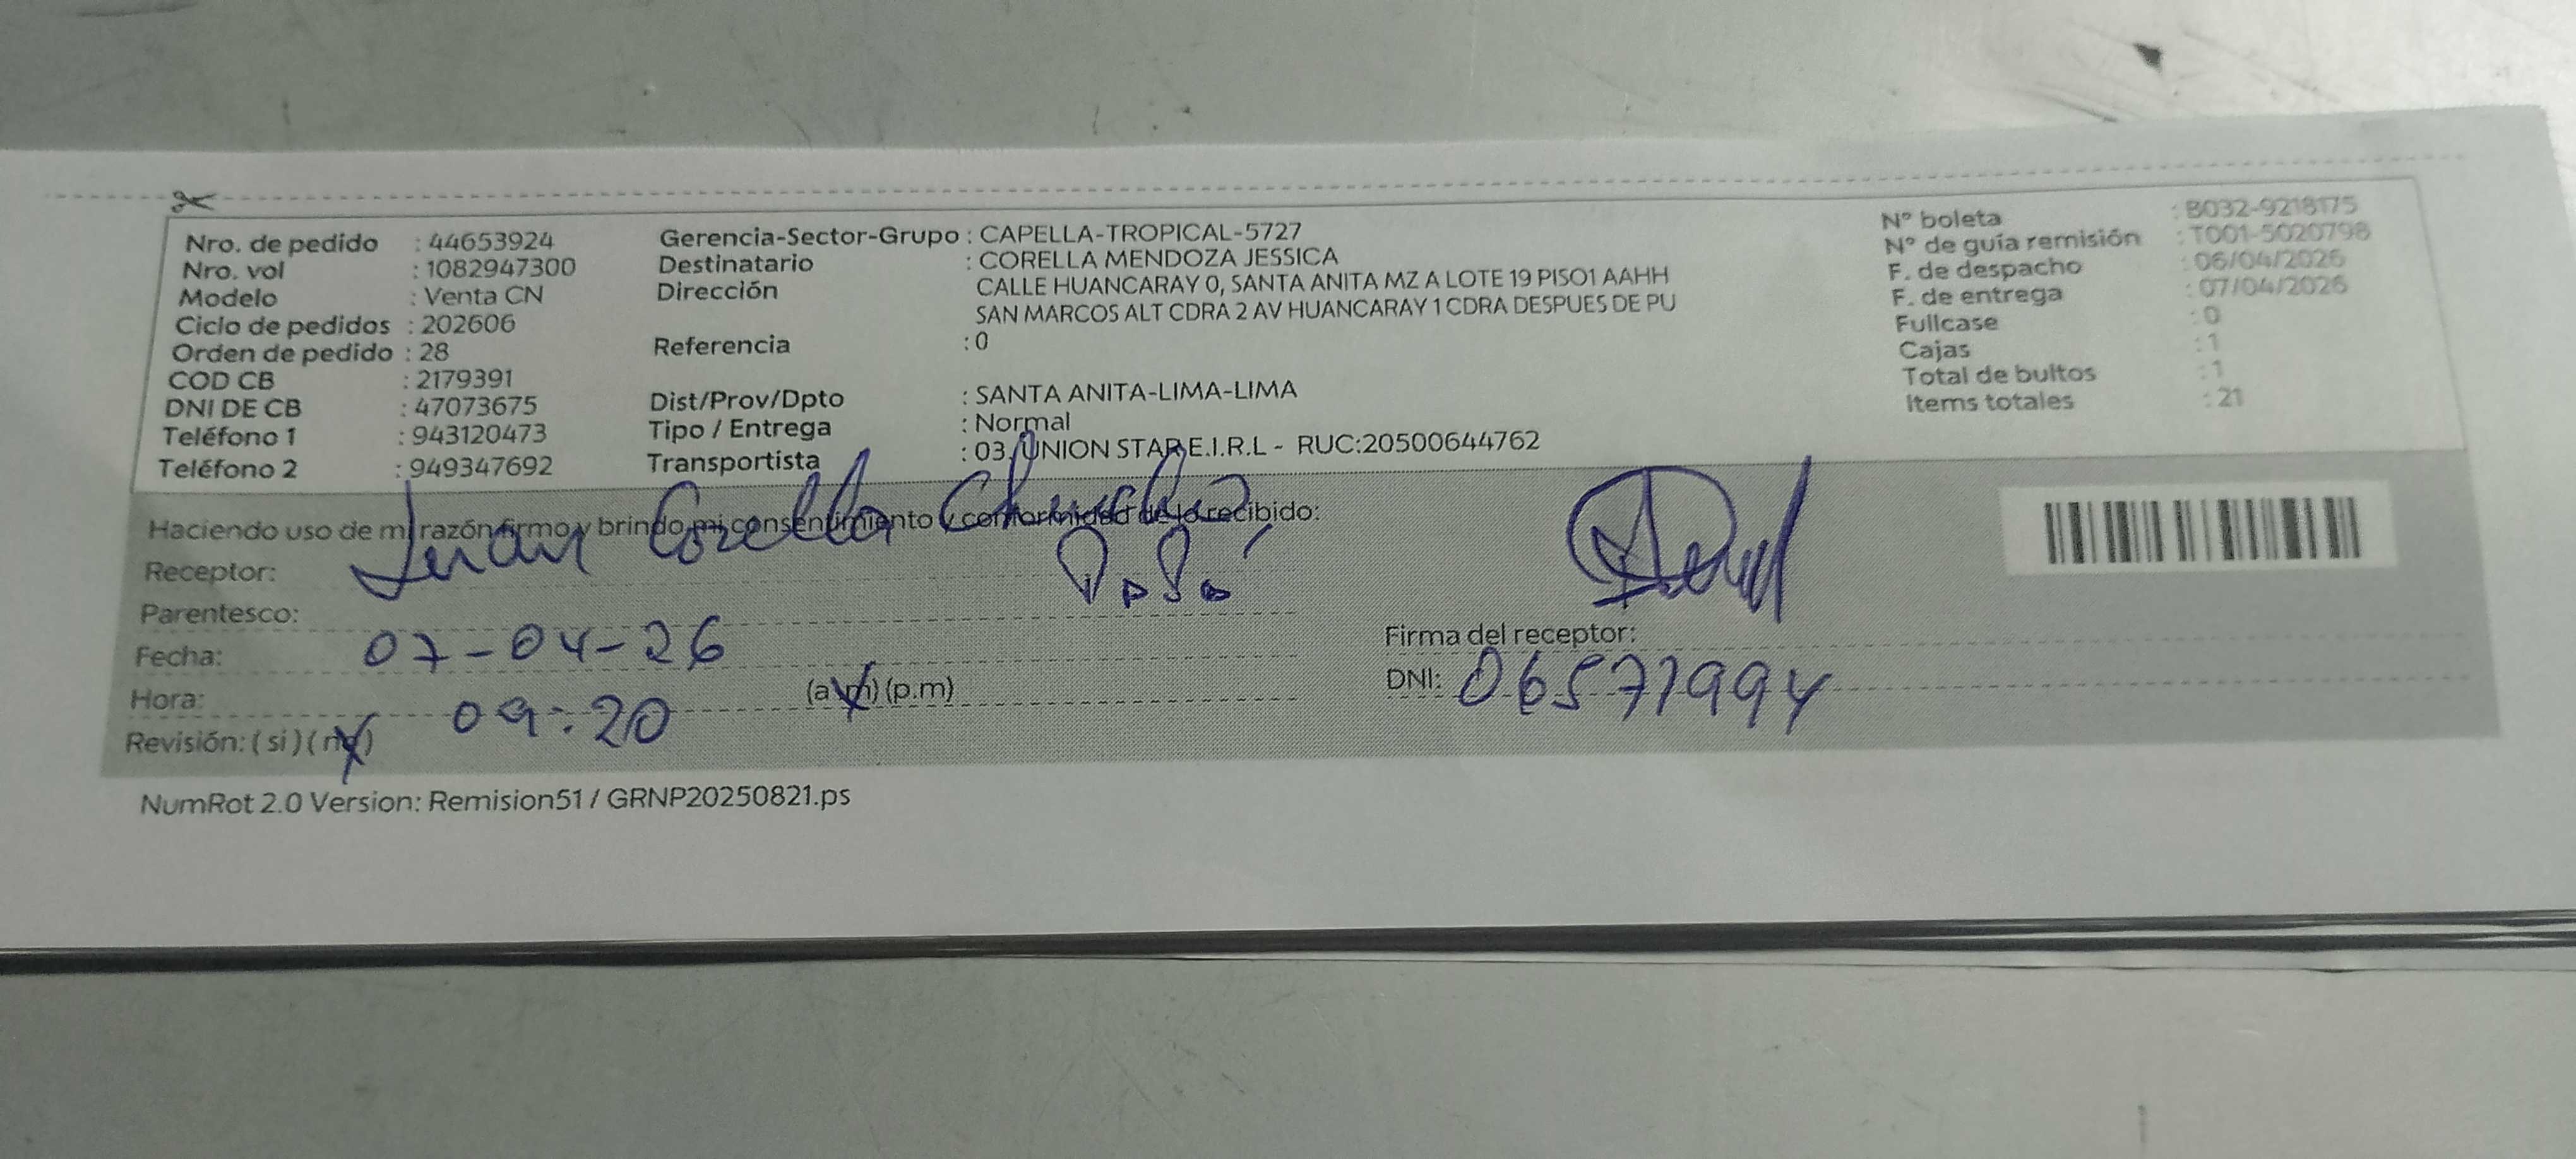 Nro. de pedido : 44653924
Nro. vol : 1082947300
Modelo : Venta CN
Ciclo de pedidos : 202606
Orden de pedido : 28
COD CB : 2179391
DNI DE CB : 47073675
Teléfono 1 : 943120473
Teléfono 2 : 949347692
Gerencia-Sector-Grupo : CAPELLA-TROPICAL-5727
Destinatario : CORELLA MENDOZA JESSICA
Dirección CALLE HUANCARAY 0, SANTA ANITA MZ A LOTE 19 PISO1 AAHH
SAN MARCOS ALT CDRA 2 AV HUANCARAY 1 CDRA DESPUES DE PU
Referencia : 0
Dist/Prov/Dpto : SANTA ANITA-LIMA-LIMA
Tipo / Entrega : Normal
Transportista : 03. UNION STAR E.I.R.L - RUC:20500644762
N° boleta : B032-9218175
N° de guía remisión : T001-5020798
F. de despacho : 06/04/2026
F. de entrega : 07/04/2026
Fullcase : 0
Cajas : 1
Total de bultos : 1
Items totales : 21
Haciendo uso de mi razón firmo y brindo mi consentimiento y conformidad de lo recibido:
Receptor: Juan Corella
Parentesco: Papá
Fecha: 07-04-26
Hora: 09:20 (a.m) (p.m)
Revisión: ( si ) ( no )
Firma del receptor:
DNI: 06571994
NumRot 2.0 Version: Remision51 / GRNP20250821.ps